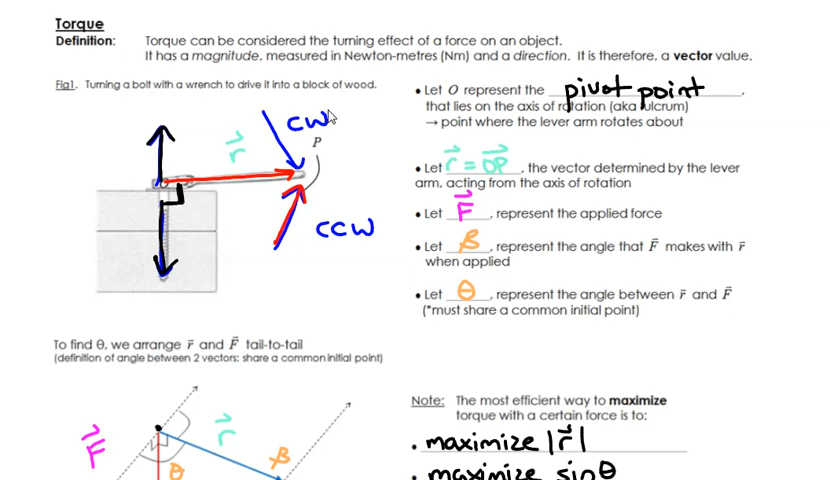 Torque
Definition: Torque can be considered the turning effect of a force on an object.
It has a magnitude, measured in Newton-metres (Nm) and a direction. It is therefore, a vector value.
Fig1. Turning a bolt with a wrench to drive it into a block of wood.
CW
P
r
O
CCW
• Let O represent the pivot point,
that lies on the axis of rotation (aka fulcrum)
→ point where the lever arm rotates about
• Let r = OP, the vector determined by the lever
arm, acting from the axis of rotation
• Let F, represent the applied force
• Let β, represent the angle that F makes with r
when applied
• Let θ, represent the angle between r and F
(*must share a common initial point)
To find θ, we arrange r and F tail-to-tail
(definition of angle between 2 vectors: share a common initial point)
F
r
θ
β
Note: The most efficient way to maximize
torque with a certain force is to:
• maximize |r|
• maximize sinθ